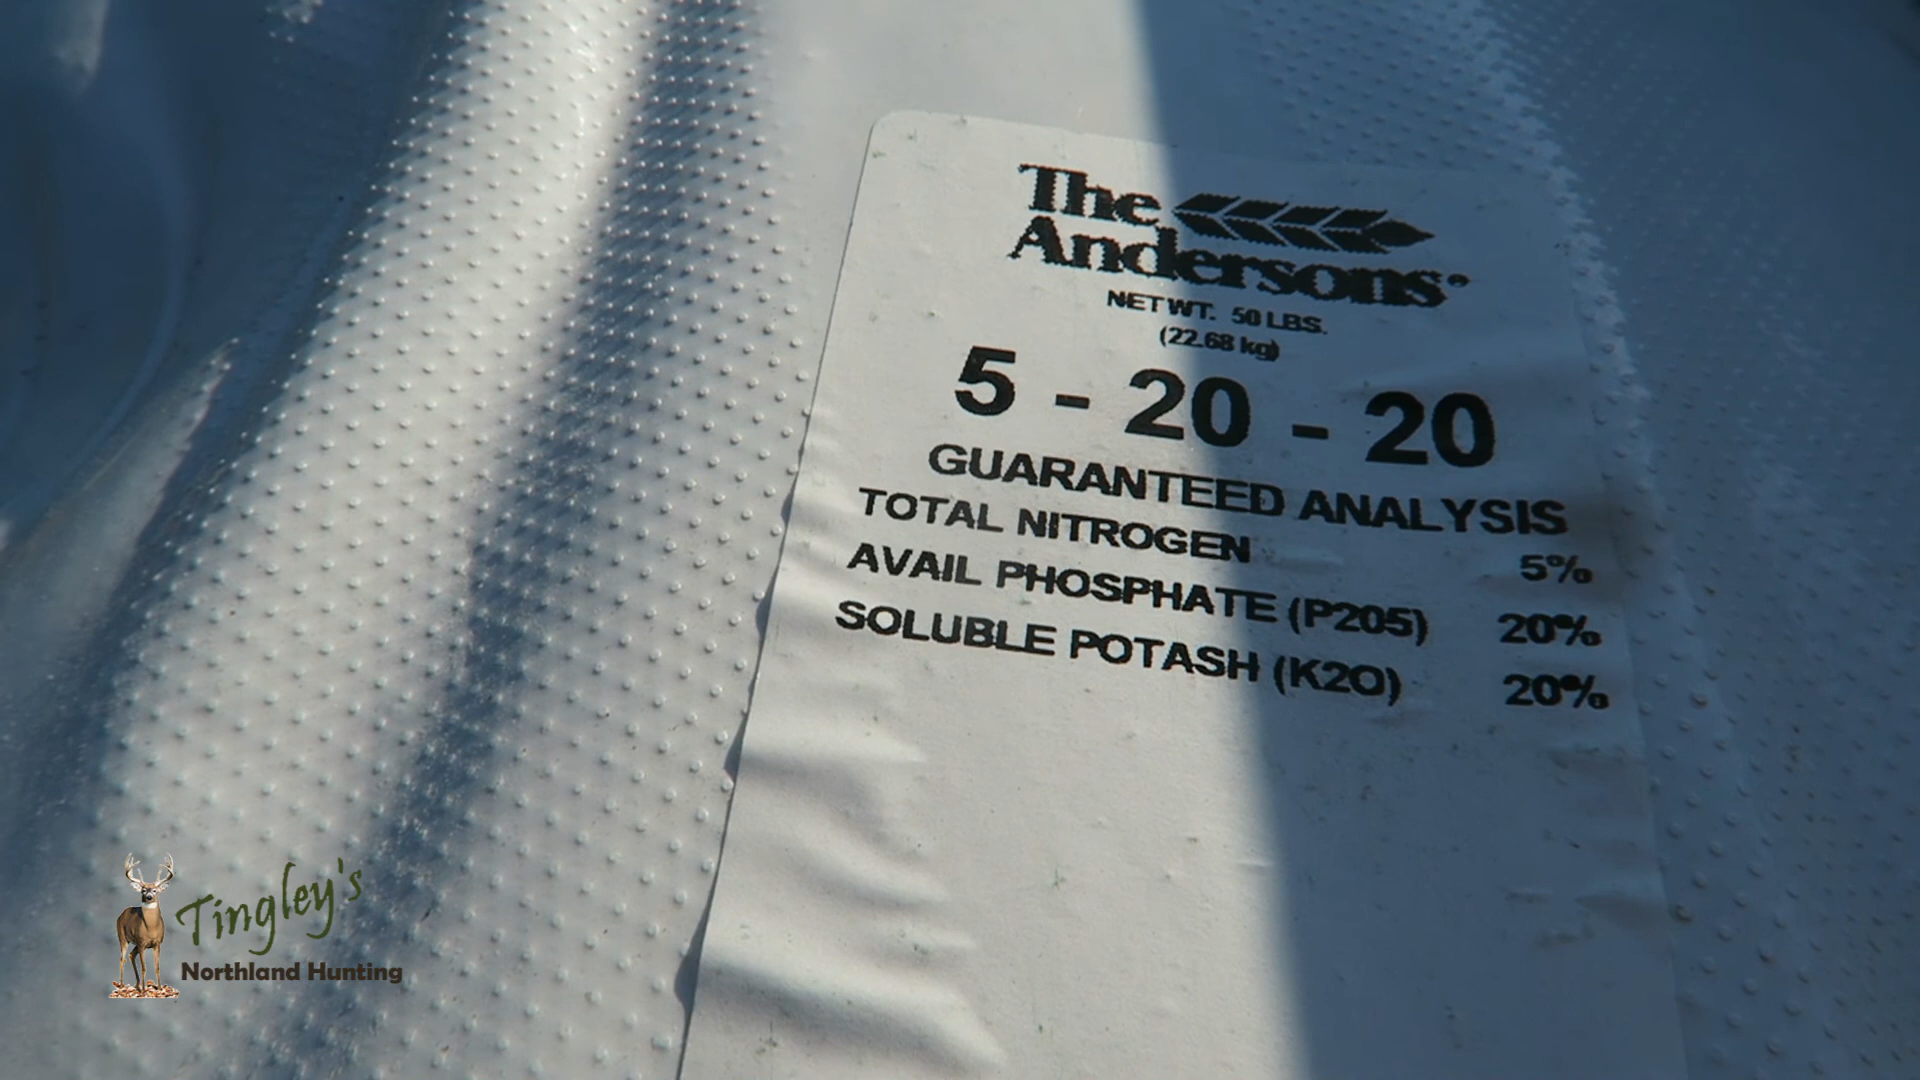 The
Andersons®
NET WT. 50 LBS.
(22.68 kg)
5 - 20 - 20
GUARANTEED ANALYSIS
TOTAL NITROGEN 5%
AVAIL PHOSPHATE (P205) 20%
SOLUBLE POTASH (K2O) 20%
Tingley's
Northland Hunting